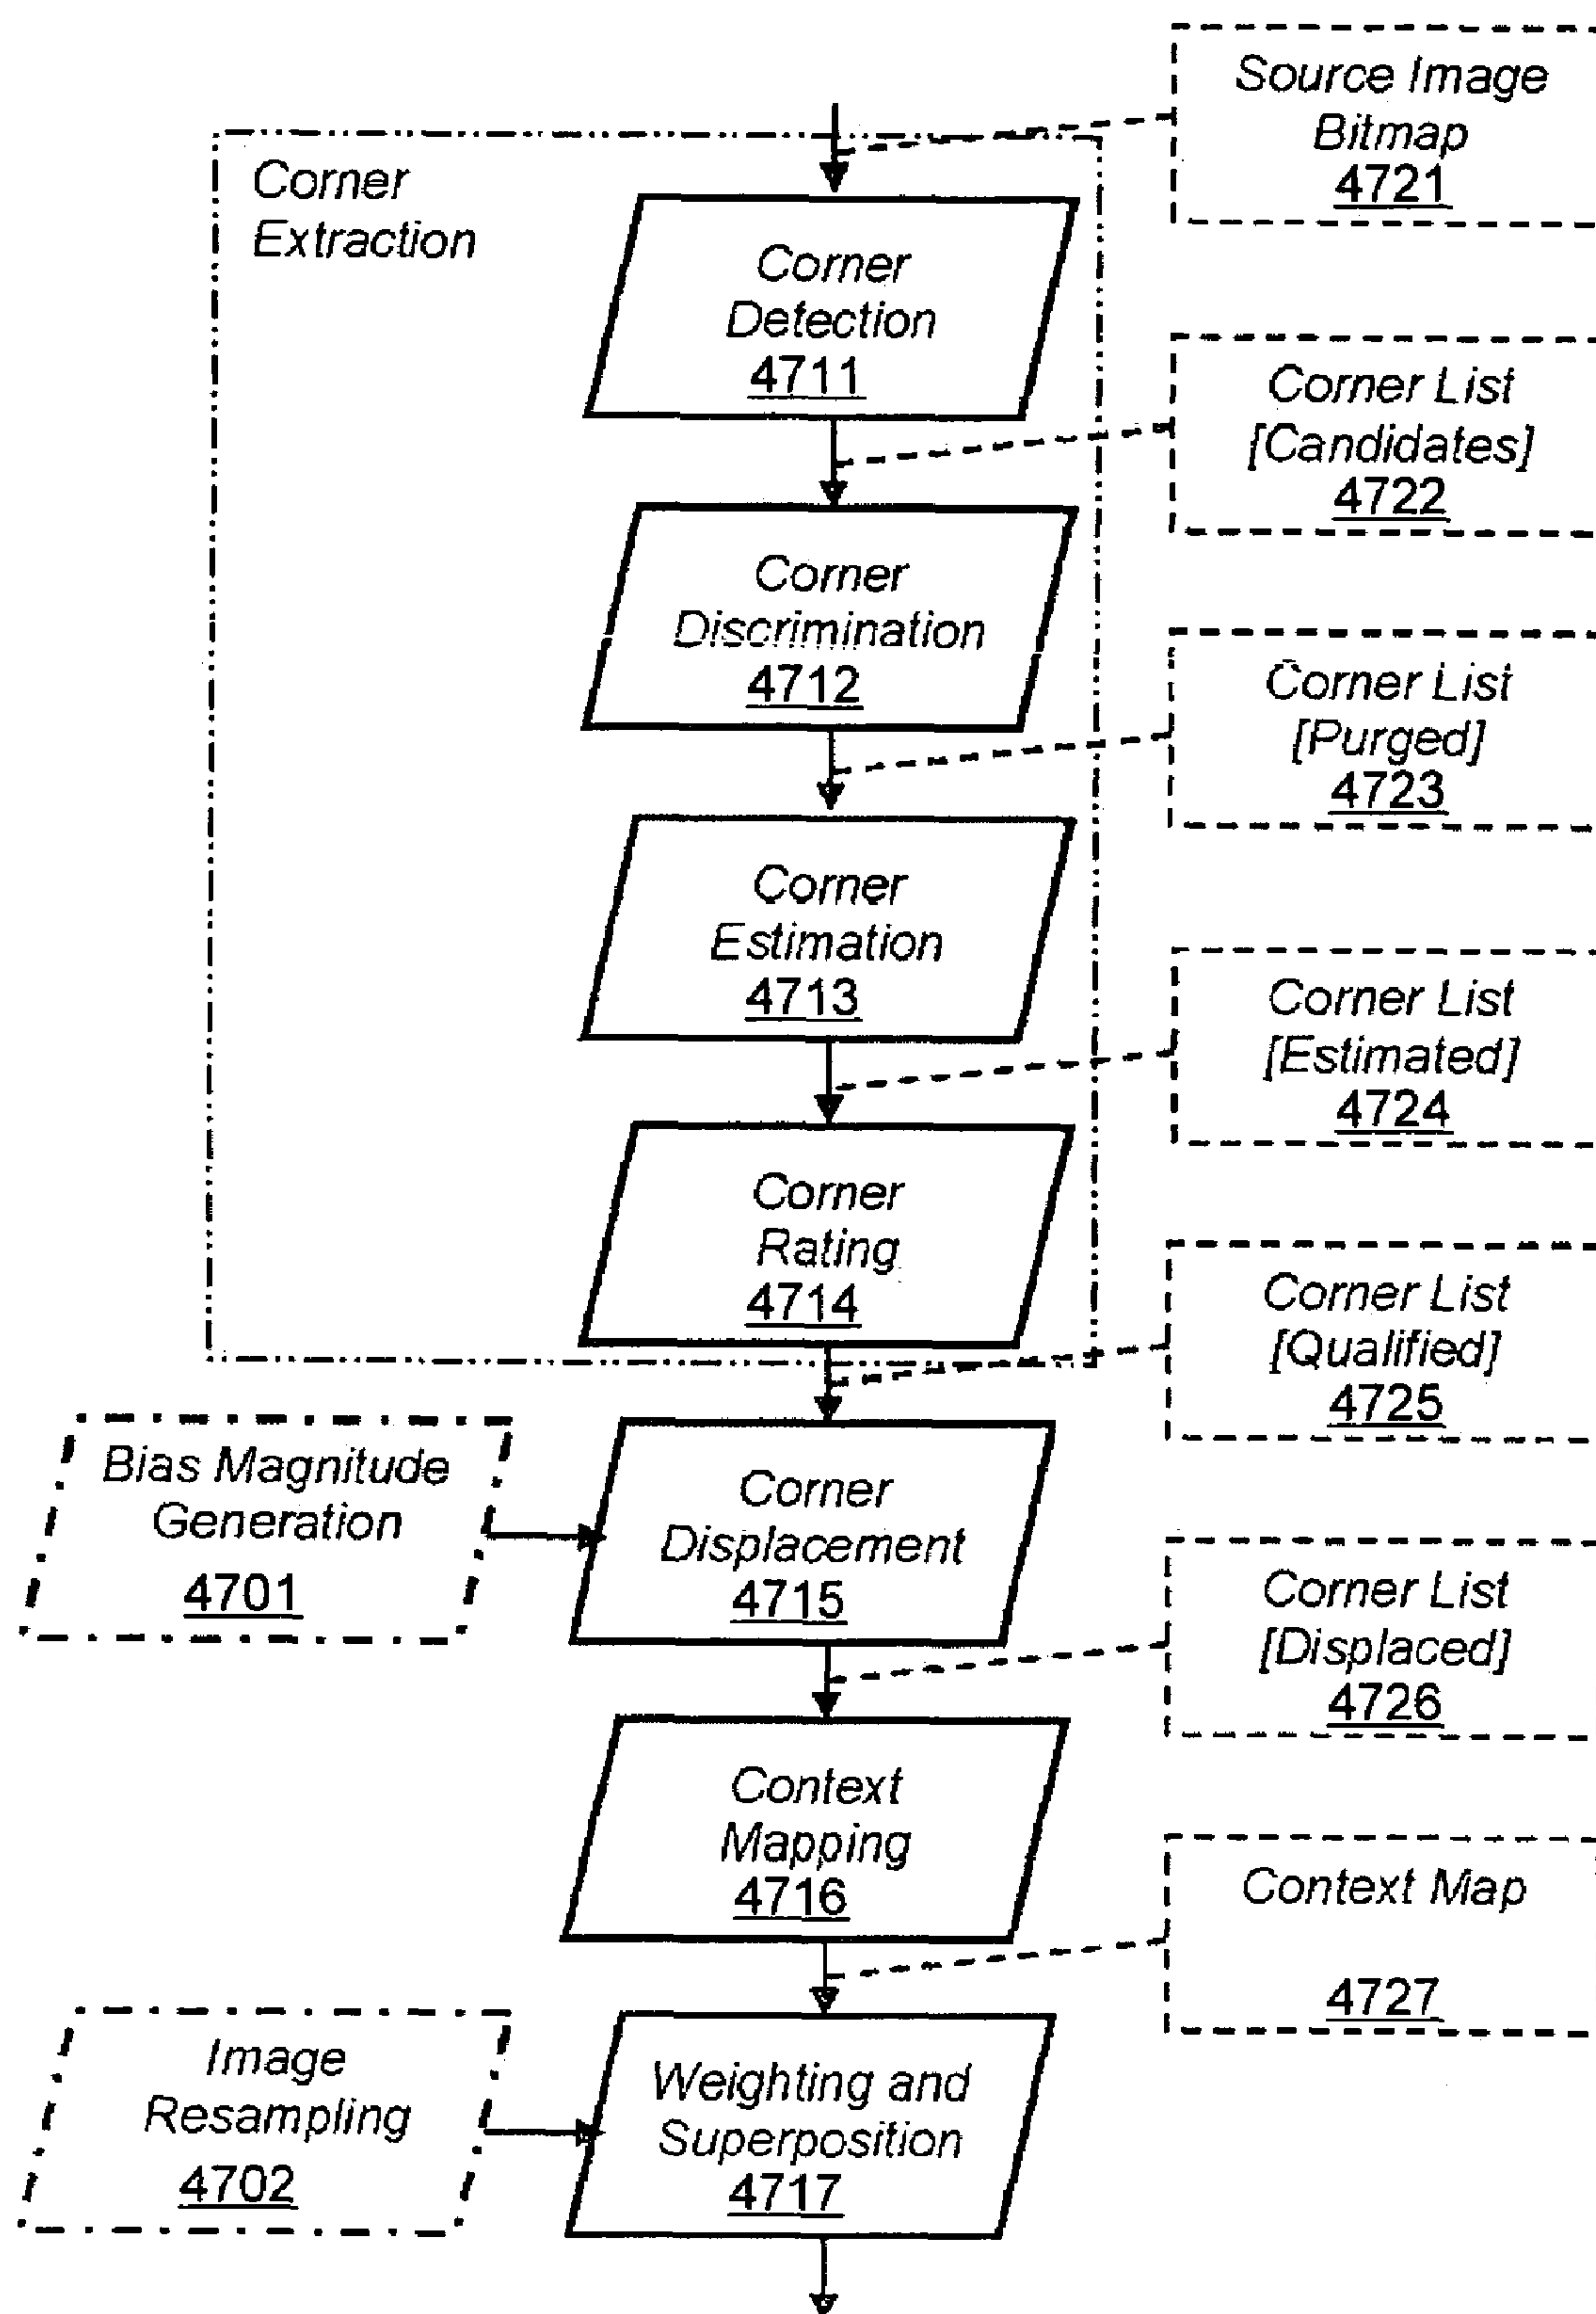 Source Image
Bitmap
4721
Corner
Extraction
Corner
Detection
4711
Corner List
[Candidates]
4722
Corner
Discrimination
4712
Corner List
[Purged]
4723
Corner
Estimation
4713
Corner List
[Estimated]
4724
Corner
Rating
4714
Corner List
[Qualified]
4725
Bias Magnitude
Generation
4701
Corner
Displacement
4715
Corner List
[Displaced]
4726
Context
Mapping
4716
Context Map
4727
Image
Resampling
4702
Weighting and
Superposition
4717